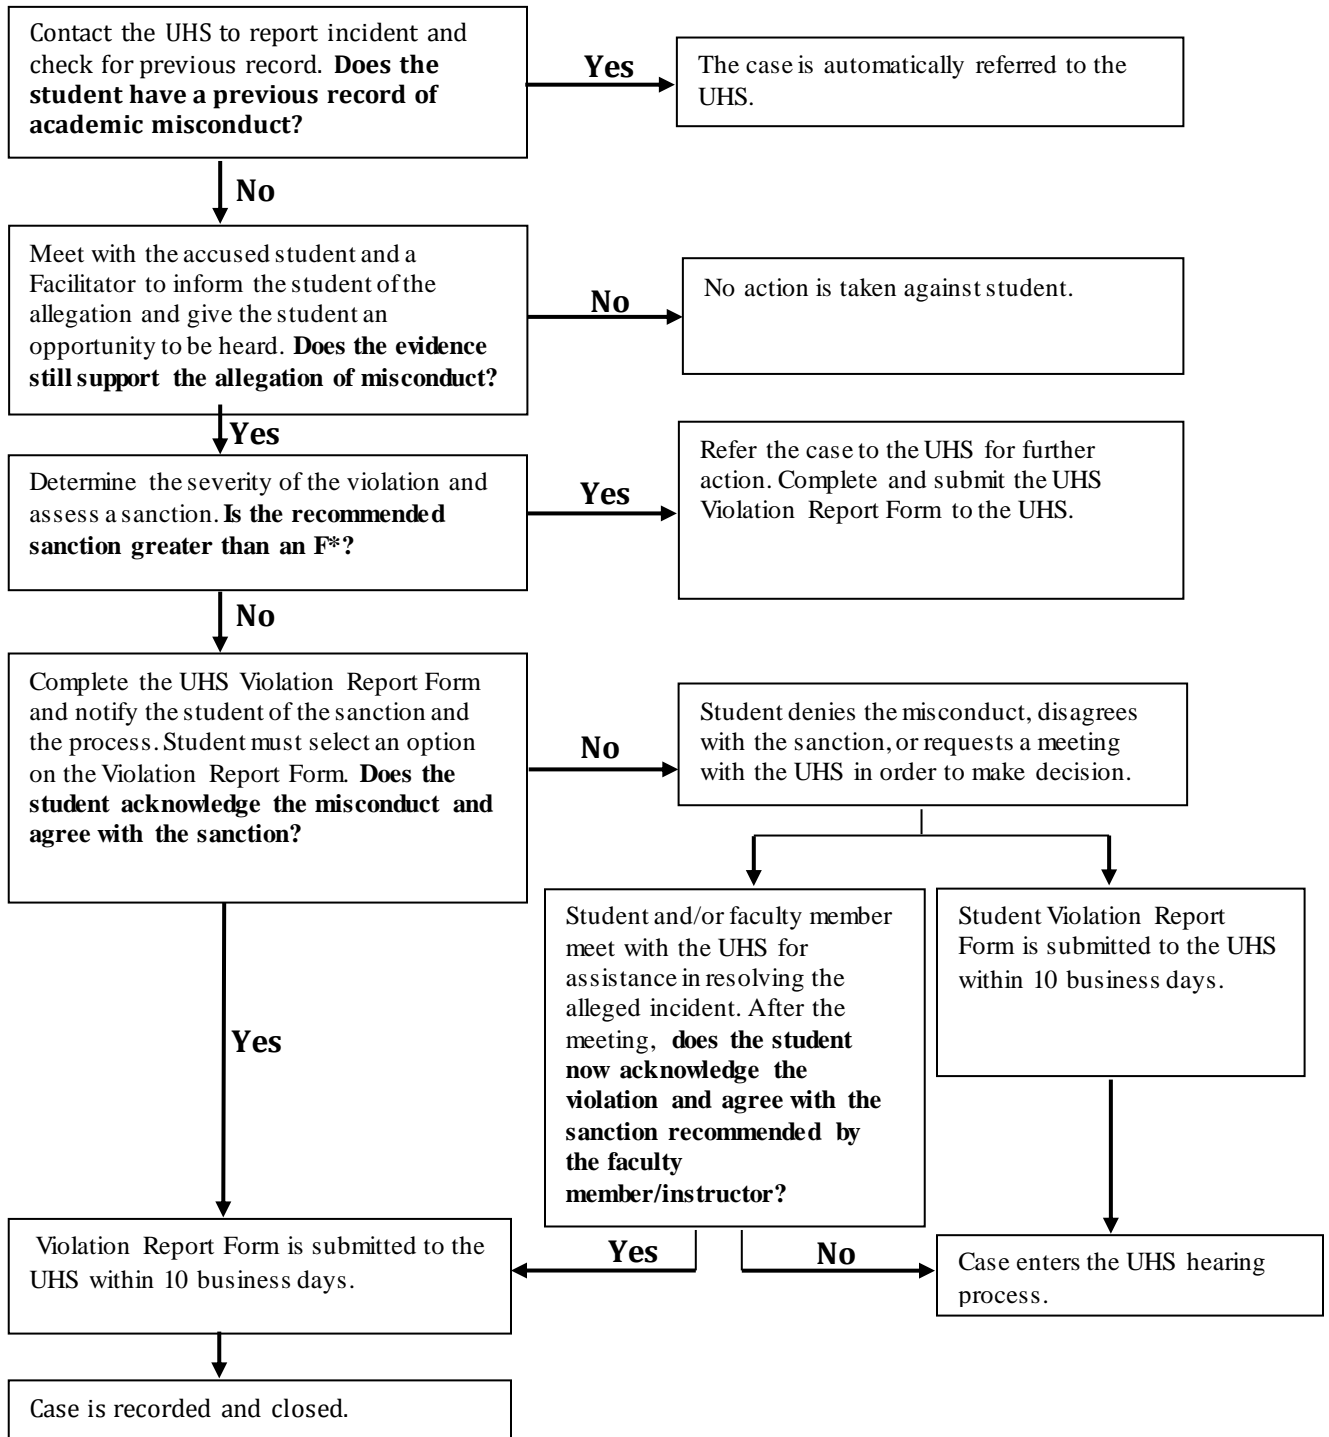 Contact the UHS to report incident and
check for previous record. Does the
student have a previous record of
academic misconduct?
Yes
The case is automatically referred to the
UHS.
No
Meet with the accused student and a
Facilitator to inform the student of the
allegation and give the student an
opportunity to be heard. Does the evidence
still support the allegation of misconduct?
No
No action is taken against student.
Yes
Determine the severity of the violation and
assess a sanction. Is the recommended
sanction greater than an F*?
Yes
Refer the case to the UHS for further
action. Complete and submit the UHS
Violation Report Form to the UHS.
No
Complete the UHS Violation Report Form
and notify the student of the sanction and
the process. Student must select an option
on the Violation Report Form. Does the
student acknowledge the misconduct and
agree with the sanction?
No
Student denies the misconduct, disagrees
with the sanction, or requests a meeting
with the UHS in order to make decision.
Student and/or faculty member
meet with the UHS for
assistance in resolving the
alleged incident. After the
meeting, does the student
now acknowledge the
violation and agree with the
sanction recommended by
the faculty
member/instructor?
Student Violation Report
Form is submitted to the UHS
within 10 business days.
Yes
Violation Report Form is submitted to the
UHS within 10 business days.
Yes
No
Case enters the UHS hearing
process.
Case is recorded and closed.